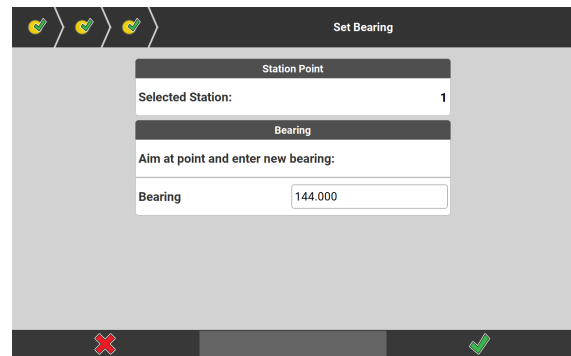 Set Bearing
Station Point
Selected Station: 1
Bearing
Aim at point and enter new bearing:
Bearing 144.000